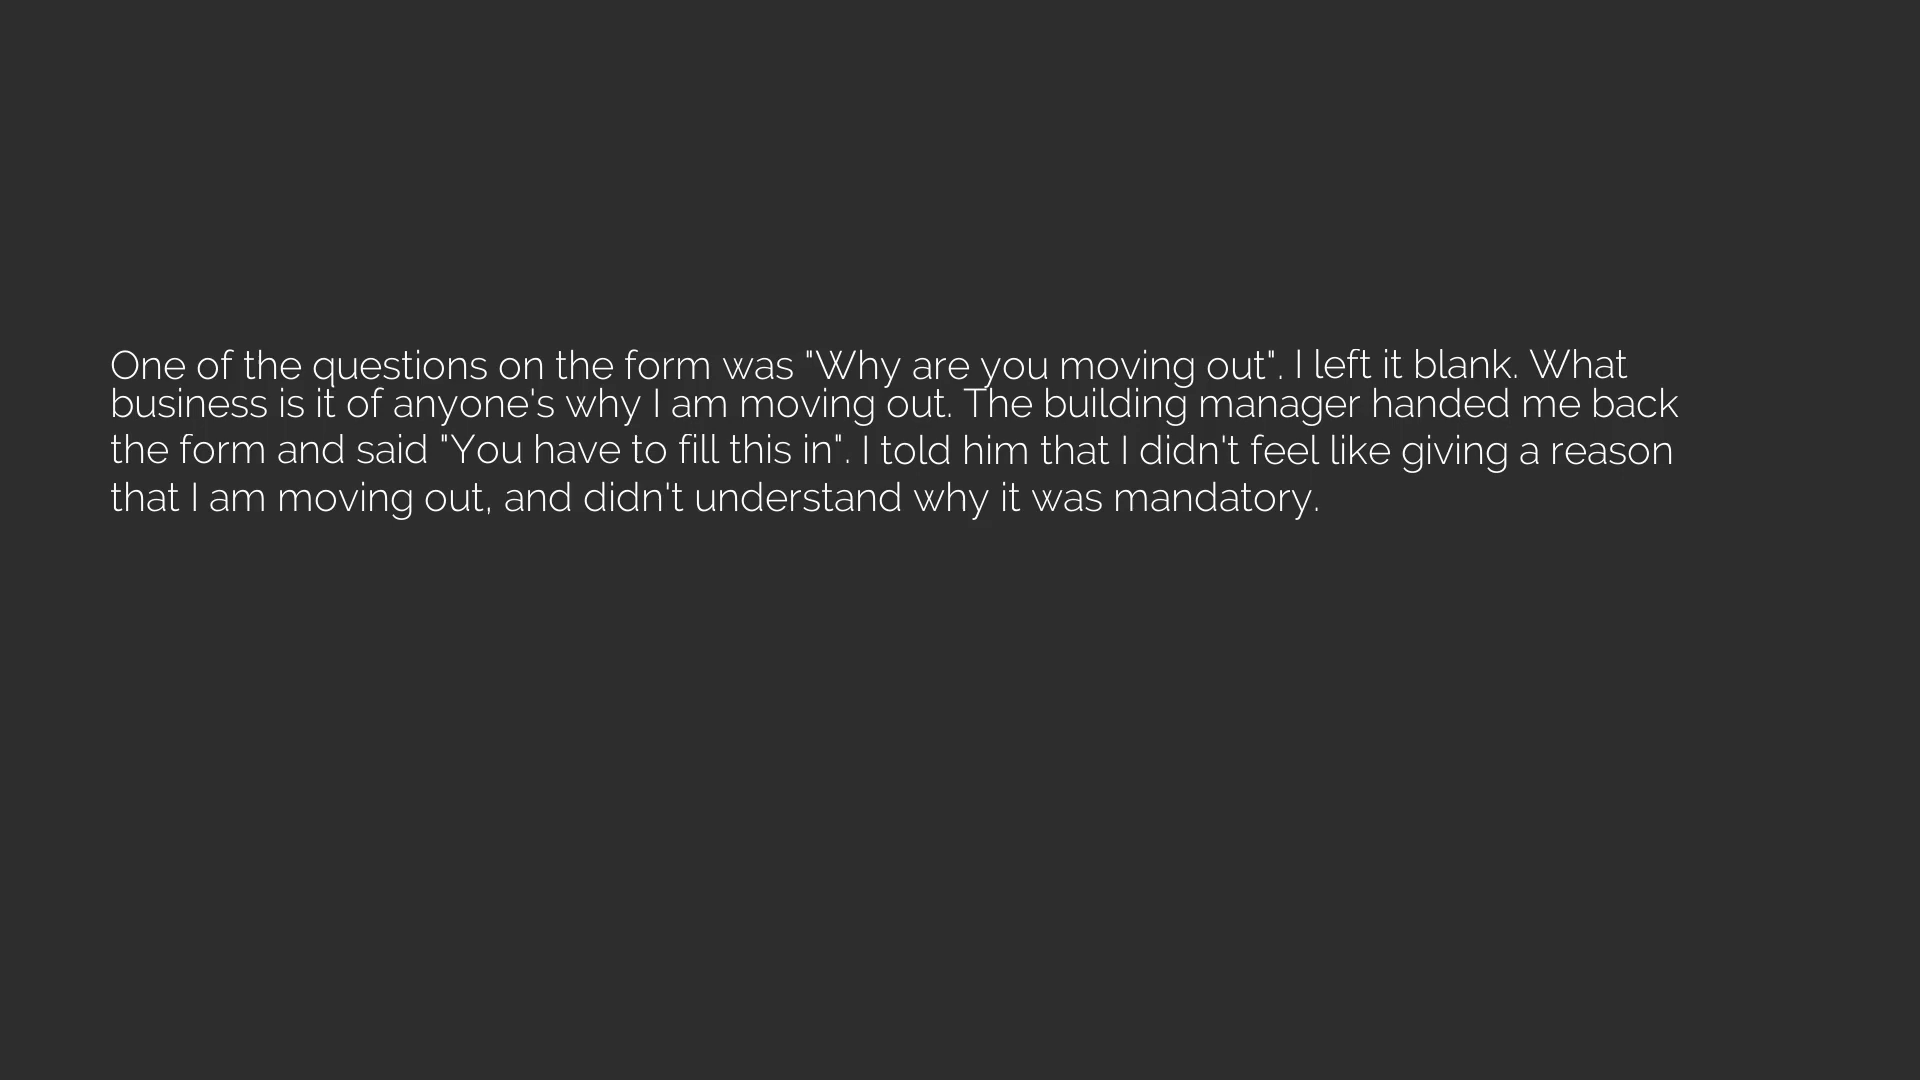 One of the questions on the form was "Why are you moving out". I left it blank. What
business is it of anyone's why I am moving out. The building manager handed me back
the form and said "You have to fill this in". I told him that I didn't feel like giving a reason
that I am moving out, and didn't understand why it was mandatory.